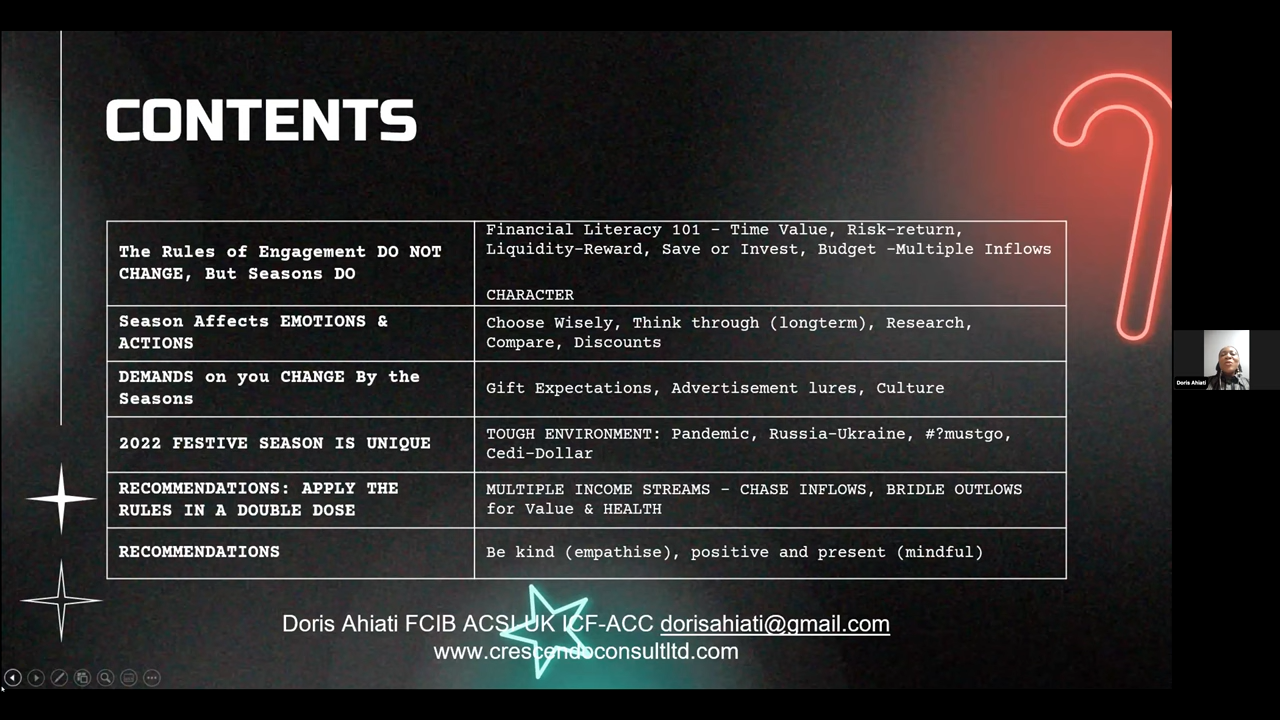 CONTENTS
The Rules of Engagement DO NOT
CHANGE, But Seasons DO
Financial Literacy 101 – Time Value, Risk-return,
Liquidity-Reward, Save or Invest, Budget -Multiple Inflows
CHARACTER
Season Affects EMOTIONS &
ACTIONS
Choose Wisely, Think through (longterm), Research,
Compare, Discounts
DEMANDS on you CHANGE By the
Seasons
Gift Expectations, Advertisement lures, Culture
2022 FESTIVE SEASON IS UNIQUE
TOUGH ENVIRONMENT: Pandemic, Russia-Ukraine, #?mustgo,
Cedi-Dollar
RECOMMENDATIONS: APPLY THE
RULES IN A DOUBLE DOSE
MULTIPLE INCOME STREAMS – CHASE INFLOWS, BRIDLE OUTLOWS
for Value & HEALTH
RECOMMENDATIONS
Be kind (empathise), positive and present (mindful)
Doris Ahiati FCIB ACSI UK ICF-ACC dorisahiati@gmail.com
www.crescendoconsultltd.com
Doris Ahiati